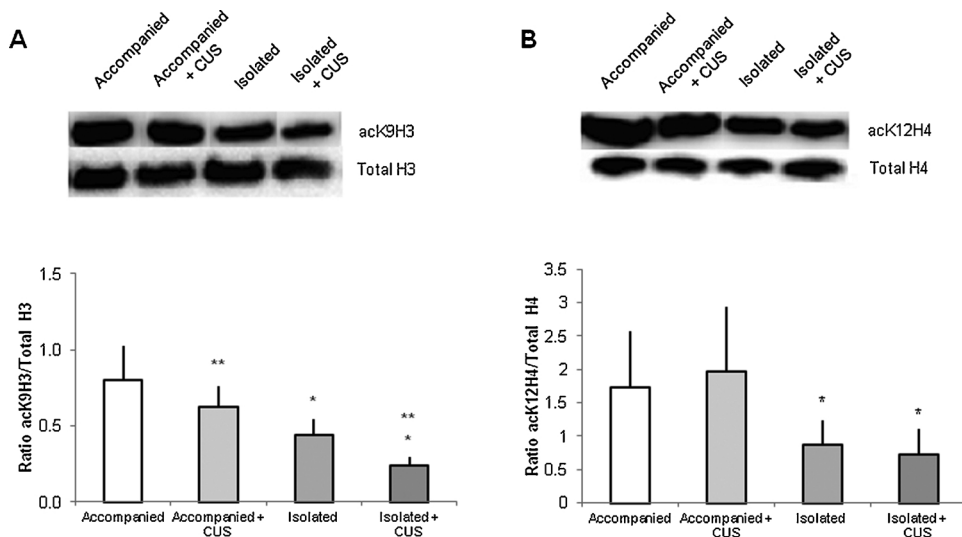 A
Accompanied
Accompanied
+ CUS
Isolated
Isolated
+ CUS
acK9H3
Total H3
Ratio acK9H3/Total H3
1.5
1.0
0.5
0.0
**
*
**
*
Accompanied
Accompanied +
CUS
Isolated
Isolated +
CUS
B
Accompanied
Accompanied
+ CUS
Isolated
Isolated
+ CUS
acK12H4
Total H4
Ratio acK12H4/Total H4
3.5
3
2.5
2
1.5
1
0.5
0
*
*
Accompanied
Accompanied +
CUS
Isolated
Isolated +
CUS